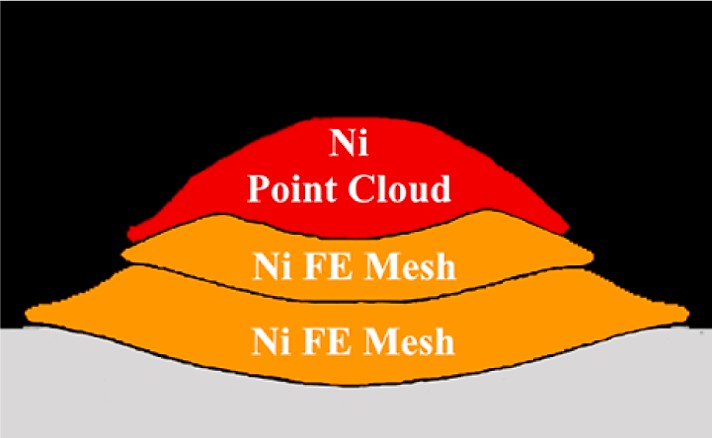 Ni
Point Cloud
Ni FE Mesh
Ni FE Mesh